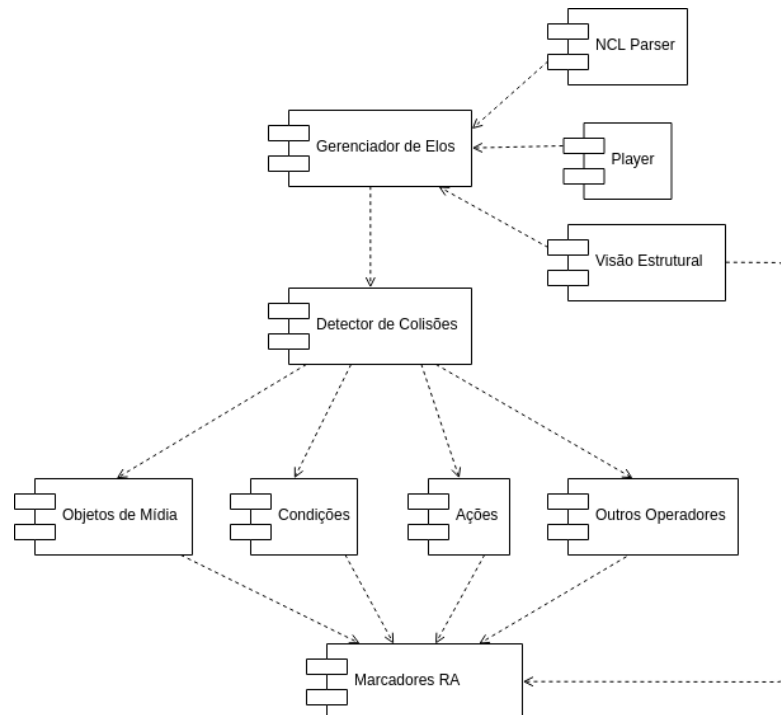 NCL Parser
Gerenciador de Elos
Player
Visão Estrutural
Detector de Colisões
Objetos de Mídia
Condições
Ações
Outros Operadores
Marcadores RA